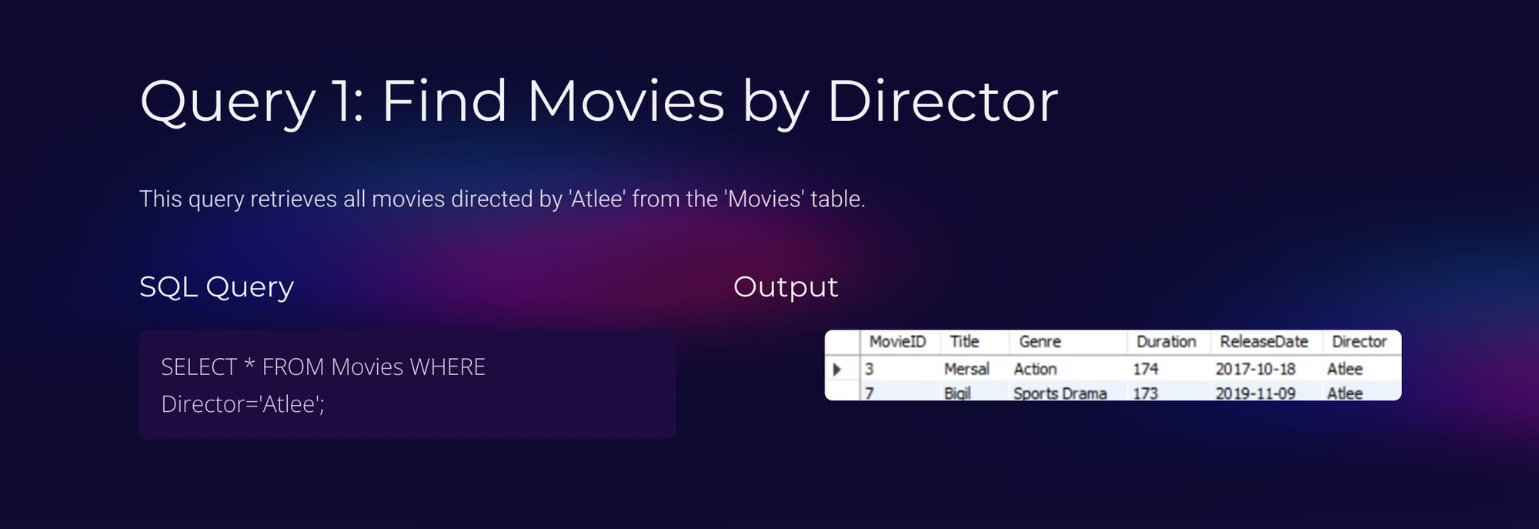 Query 1: Find Movies by Director
This query retrieves all movies directed by 'Atlee' from the 'Movies' table.
SQL Query
SELECT * FROM Movies WHERE
Director='Atlee';
Output
MovieID Title Genre Duration ReleaseDate Director
3 Mersal Action 174 2017-10-18 Atlee
7 Bigil Sports Drama 173 2019-11-09 Atlee